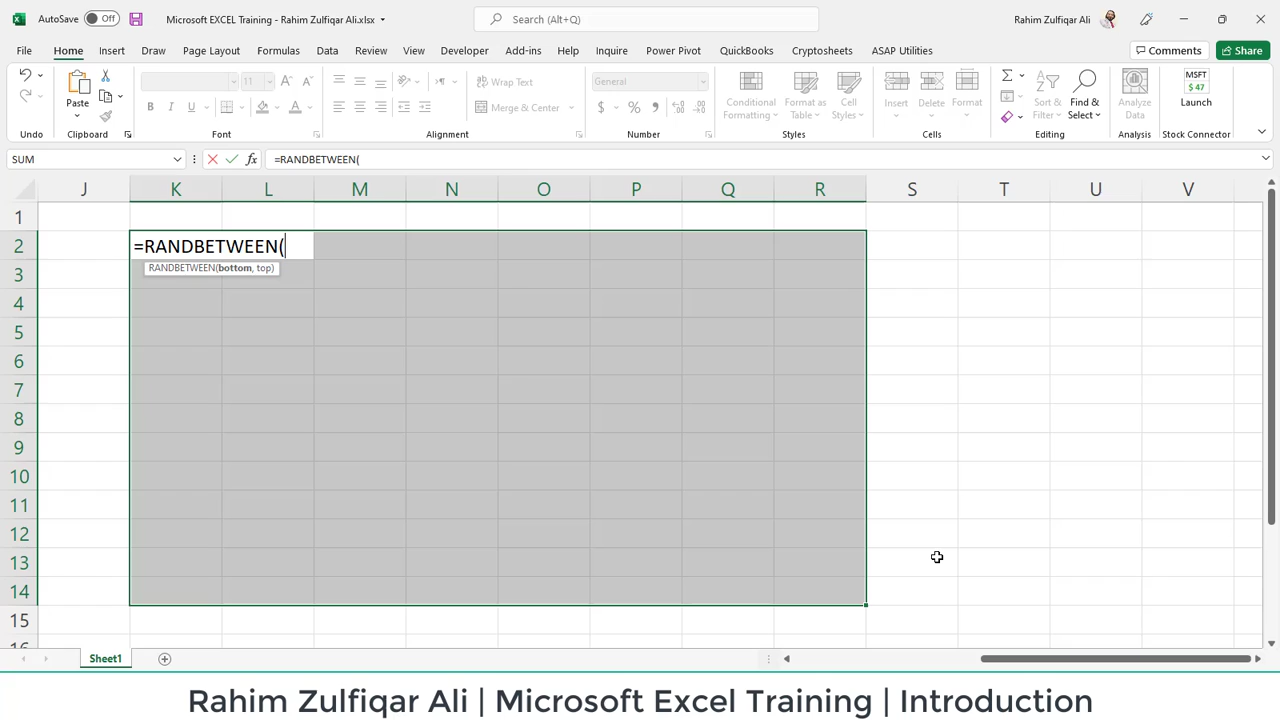 AutoSave Off Microsoft EXCEL Training - Rahim Zulfiqar Ali.xlsx Search (Alt+Q) Rahim Zulfiqar Ali
File Home Insert Draw Page Layout Formulas Data Review View Developer Add-ins Help Inquire Power Pivot QuickBooks Cryptosheets ASAP Utilities Comments Share
11 Wrap Text General MSFT
$ 47
Paste B I U Merge & Center $ % Conditional Formatting Format as Table Cell Styles Insert Delete Format Sort & Filter Find & Select Analyze Data Launch
Undo Clipboard Font Alignment Number Styles Cells Editing Analysis Stock Connector
SUM fx =RANDBETWEEN(
J K L M N O P Q R S T U V
1
2 =RANDBETWEEN(
RANDBETWEEN(bottom, top)
3
4
5
6
7
8
9
10
11
12
13
14
15
16
Sheet1
Rahim Zulfiqar Ali | Microsoft Excel Training | Introduction